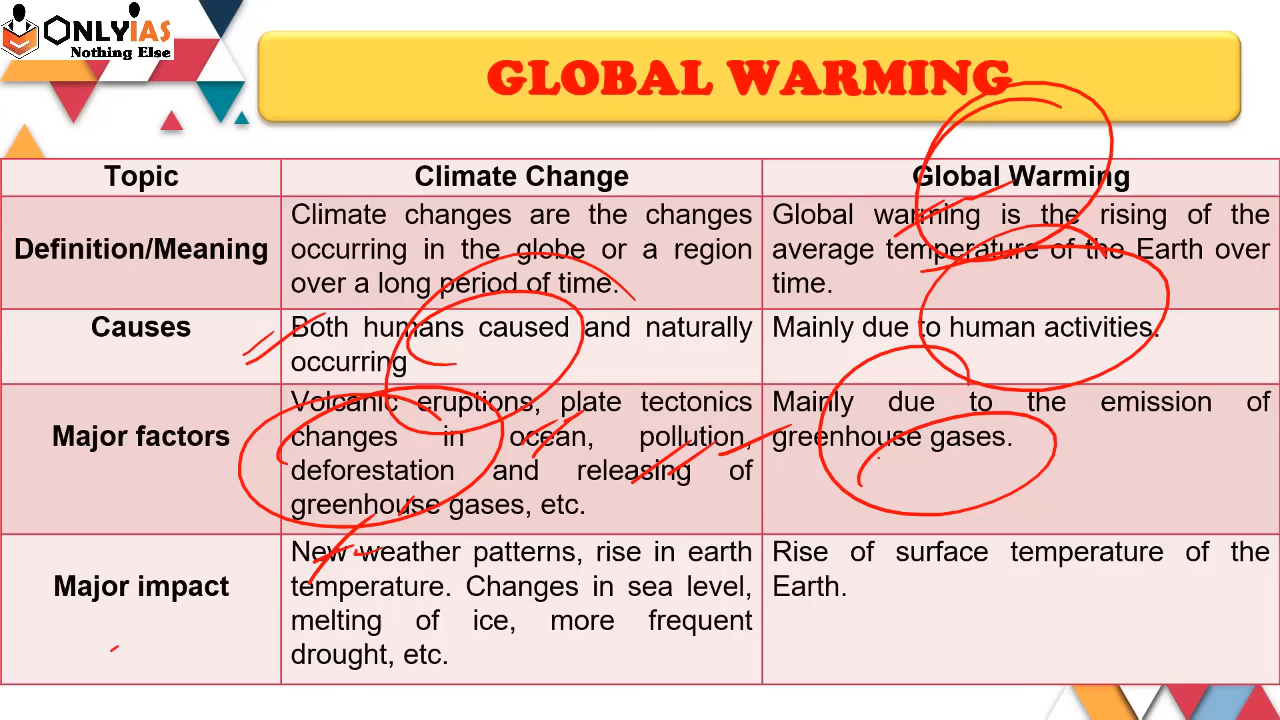 ONLYIAS
Nothing Else
GLOBAL WARMING
Topic
Climate Change
Global Warming
Definition/Meaning
Climate changes are the changes
occurring in the globe or a region
over a long period of time.
Global warming is the rising of the
average temperature of the Earth over
time.
Causes
Both humans caused and naturally
occurring
Mainly due to human activities.
Major factors
Volcanic eruptions, plate tectonics
changes in ocean, pollution,
deforestation and releasing of
greenhouse gases, etc.
Mainly due to the emission of
greenhouse gases.
Major impact
New weather patterns, rise in earth
temperature. Changes in sea level,
melting of ice, more frequent
drought, etc.
Rise of surface temperature of the
Earth.